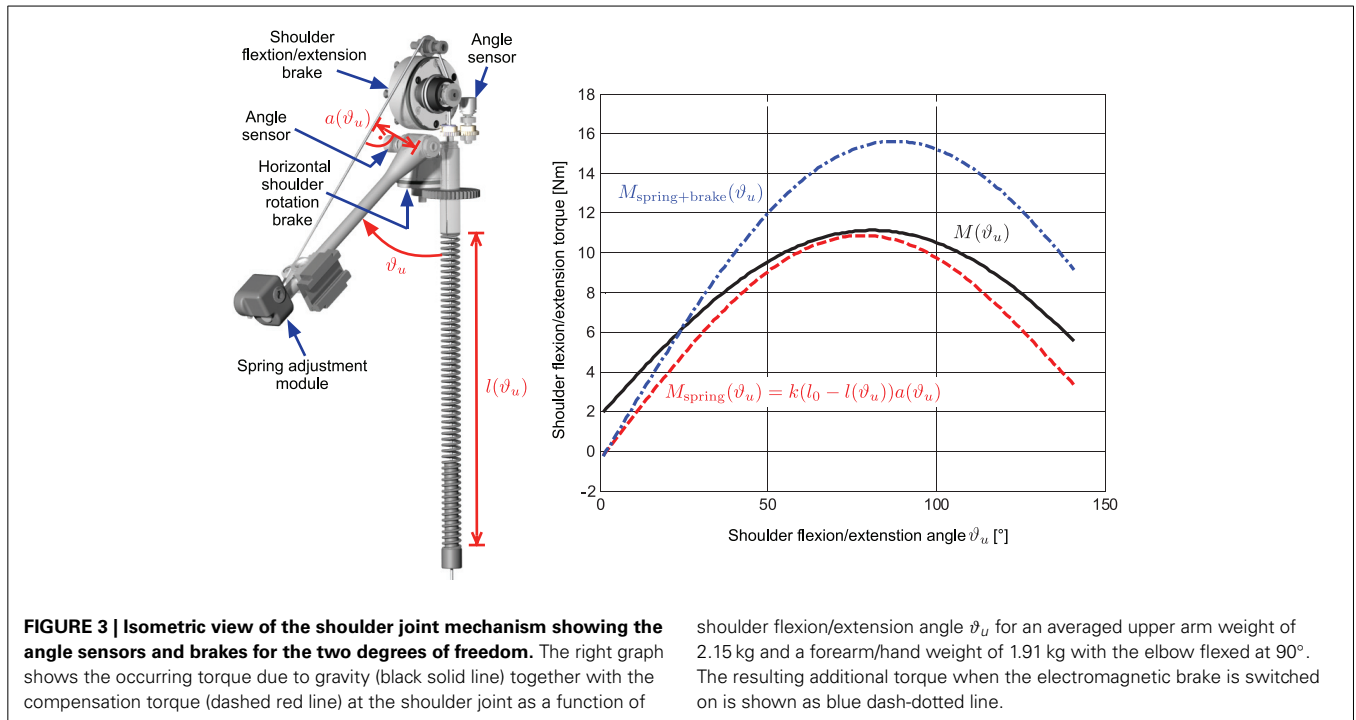 Shoulder
flextion/extension
brake
Angle
sensor
Angle
sensor
a(ϑu)
Horizontal
shoulder
rotation
brake
ϑu
Spring adjustment
module
l(ϑu)
Shoulder flexion/extension torque [Nm]
18
16
14
12
10
8
6
4
2
0
-2
0
50
100
150
Mspring+brake(ϑu)
M(ϑu)
Mspring(ϑu) = k(l0 − l(ϑu))a(ϑu)
Shoulder flexion/extenstion angle ϑu [°]
FIGURE 3 | Isometric view of the shoulder joint mechanism showing the
angle sensors and brakes for the two degrees of freedom. The right graph
shows the occurring torque due to gravity (black solid line) together with the
compensation torque (dashed red line) at the shoulder joint as a function of
shoulder flexion/extension angle ϑu for an averaged upper arm weight of
2.15 kg and a forearm/hand weight of 1.91 kg with the elbow flexed at 90°.
The resulting additional torque when the electromagnetic brake is switched
on is shown as blue dash-dotted line.